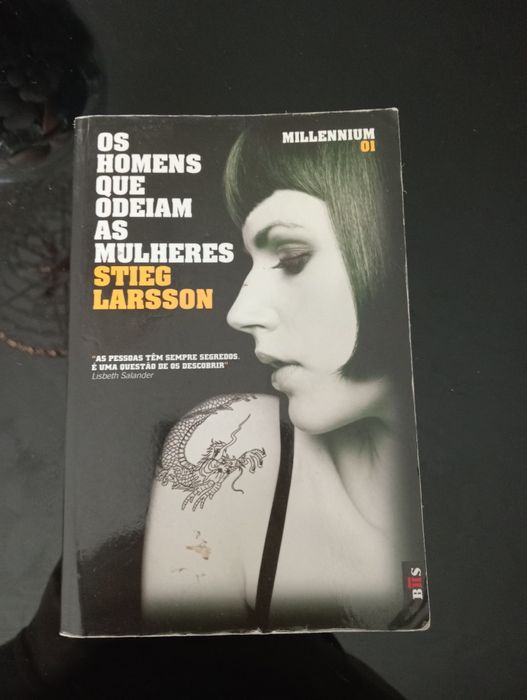 OS
HOMENS
QUE
ODEIAM
AS
MULHERES
STIEG
LARSSON
MILLENNIUM
01
"AS PESSOAS TÊM SEMPRE SEGREDOS.
É UMA QUESTÃO DE OS DESCOBRIR"
Lisbeth Salander
BIIS